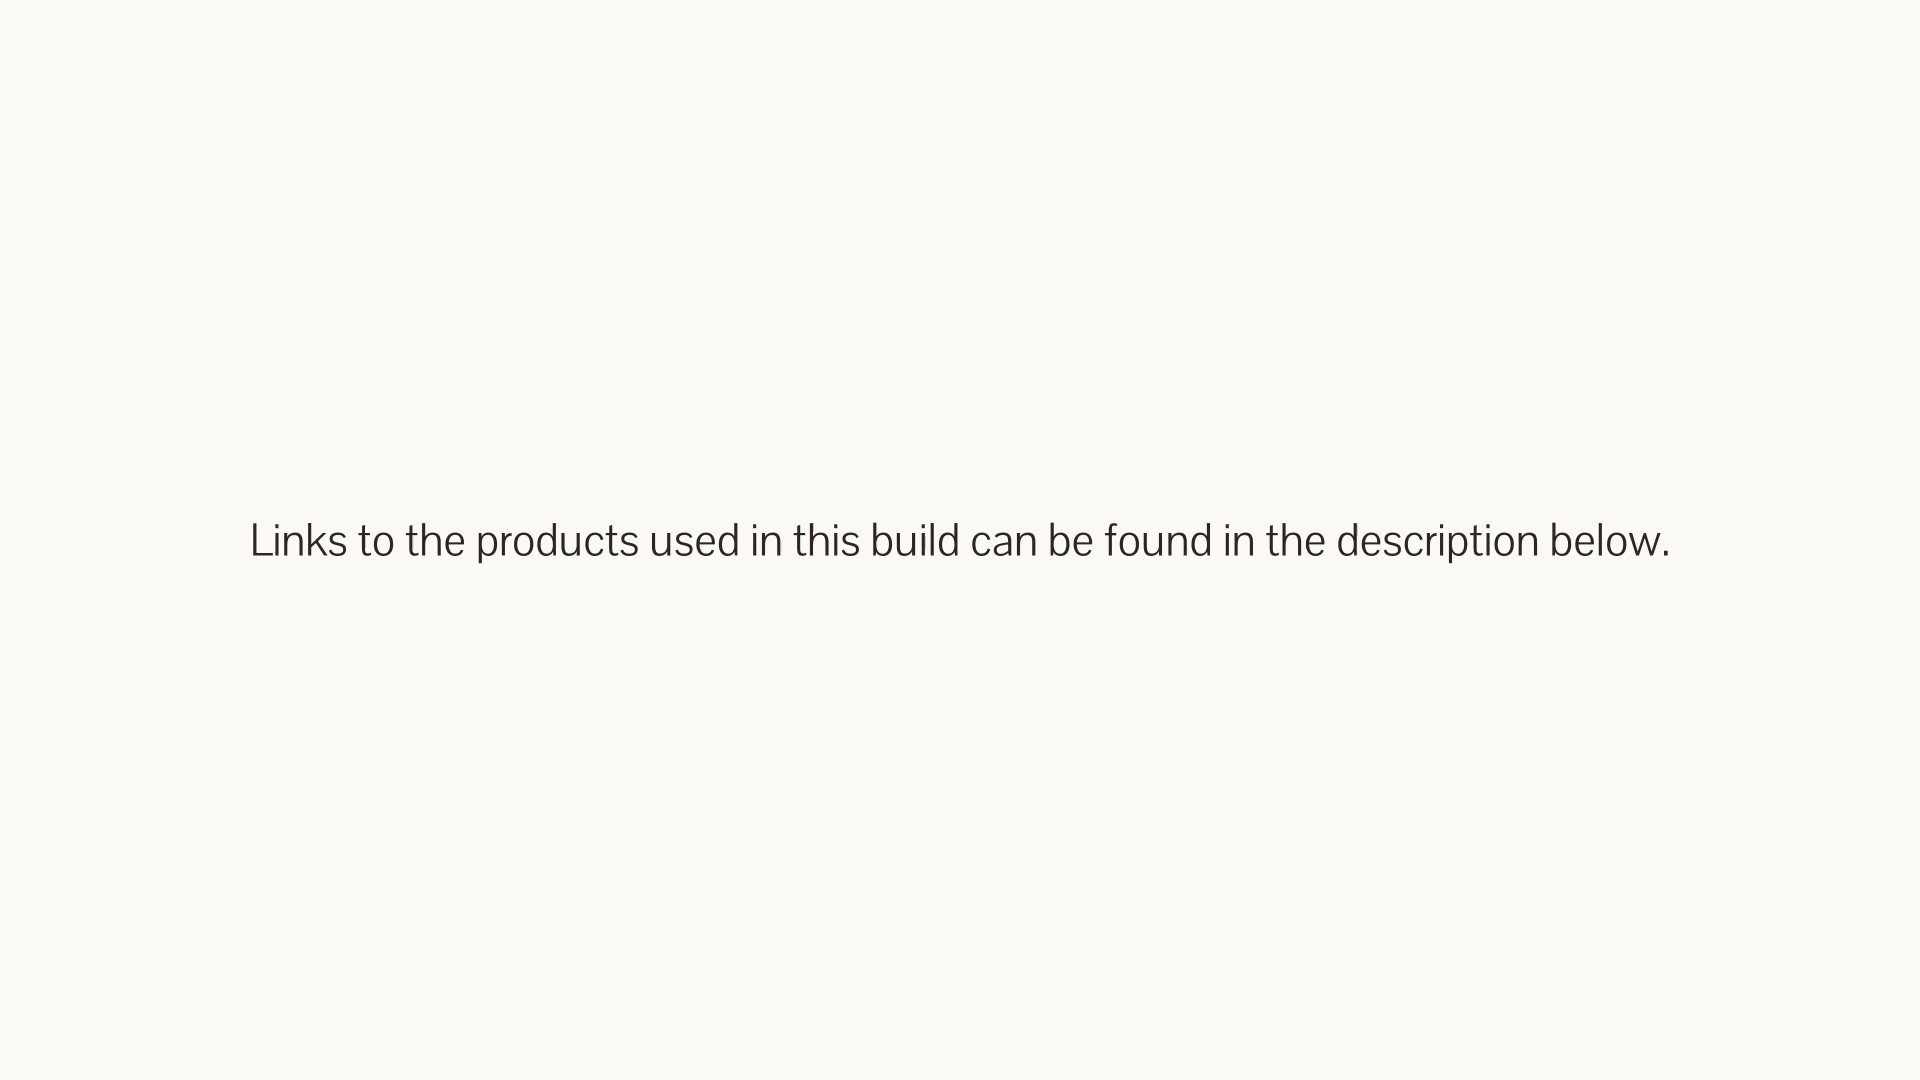 Links to the products used in this build can be found in the description below.